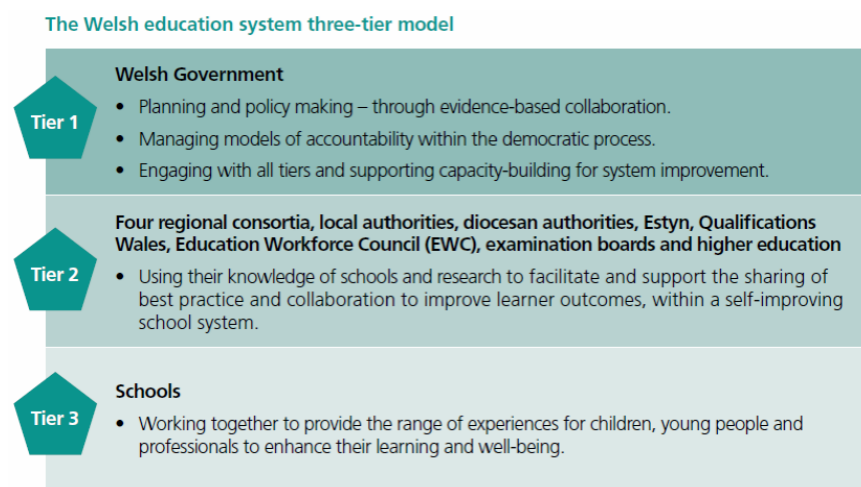 The Welsh education system three-tier model
Tier 1
Welsh Government
• Planning and policy making – through evidence-based collaboration.
• Managing models of accountability within the democratic process.
• Engaging with all tiers and supporting capacity-building for system improvement.
Tier 2
Four regional consortia, local authorities, diocesan authorities, Estyn, Qualifications
Wales, Education Workforce Council (EWC), examination boards and higher education
• Using their knowledge of schools and research to facilitate and support the sharing of
best practice and collaboration to improve learner outcomes, within a self-improving
school system.
Tier 3
Schools
• Working together to provide the range of experiences for children, young people and
professionals to enhance their learning and well-being.